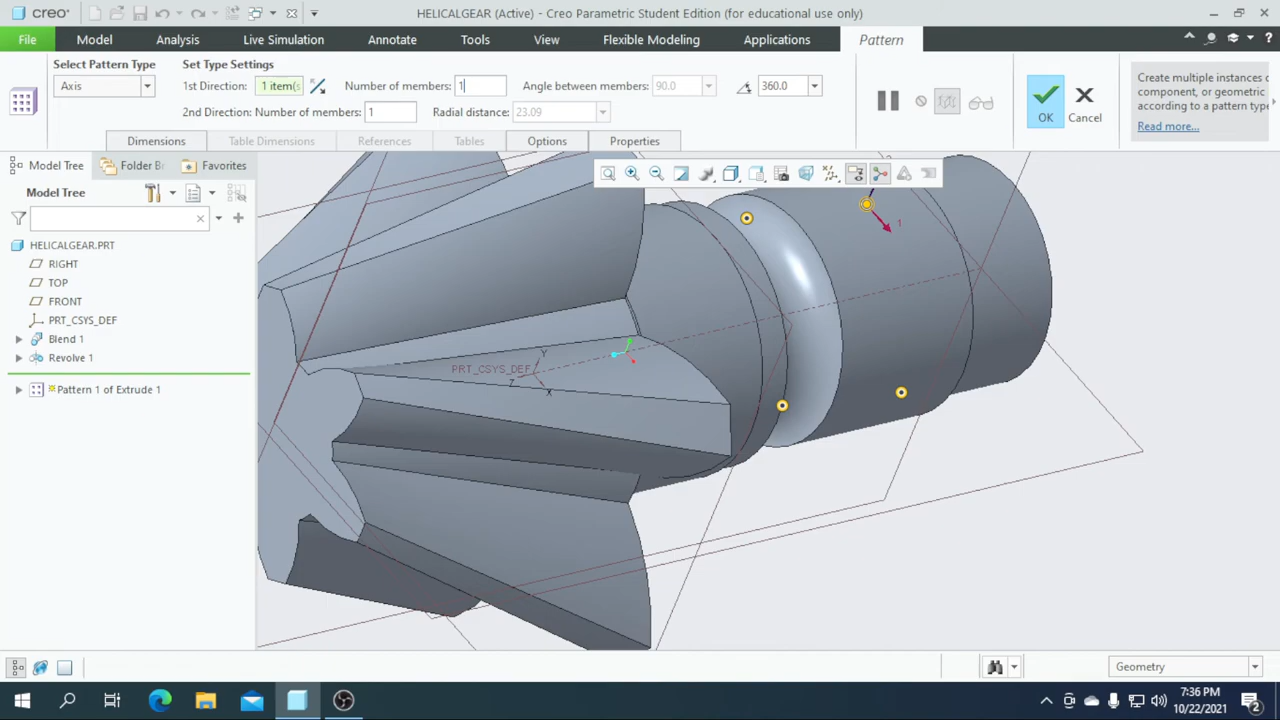 creo HELICALGEAR (Active) - Creo Parametric Student Edition (for educational use only)
File Model Analysis Live Simulation Annotate Tools View Flexible Modeling Applications Pattern
Select Pattern Type Set Type Settings
Axis 1st Direction: 1 item(s Number of members: 1 Angle between members: 90.0 360.0
2nd Direction: Number of members: 1 Radial distance: 23.09
OK Cancel
Create multiple instances
component, or geometric
according to a pattern type
Read more...
Dimensions Table Dimensions References Tables Options Properties
Model Tree Folder B Favorites
Model Tree
HELICALGEAR.PRT
RIGHT
TOP
FRONT
PRT_CSYS_DEF
Blend 1
Revolve 1
Pattern 1 of Extrude 1
1
Y
PRT_CSYS_DEF
Z
X
Geometry
7:36 PM
10/22/2021
2